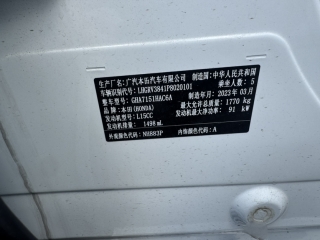 生产厂名：广汽本田汽车有限公司 制造国：中华人民共和国
车辆识别代号：LHGRV3841P8020101 乘坐人数：5
整车型号：GHA7151HAC6A 制造年月：2023年03月
品牌：本田(HONDA) 最大允许总质量：1770 kg
发动机型号：L15CC 发动机最大净功率：91 kW
发动机排量：1498 mL
外观颜色代号：NH883P 内饰颜色代号：A